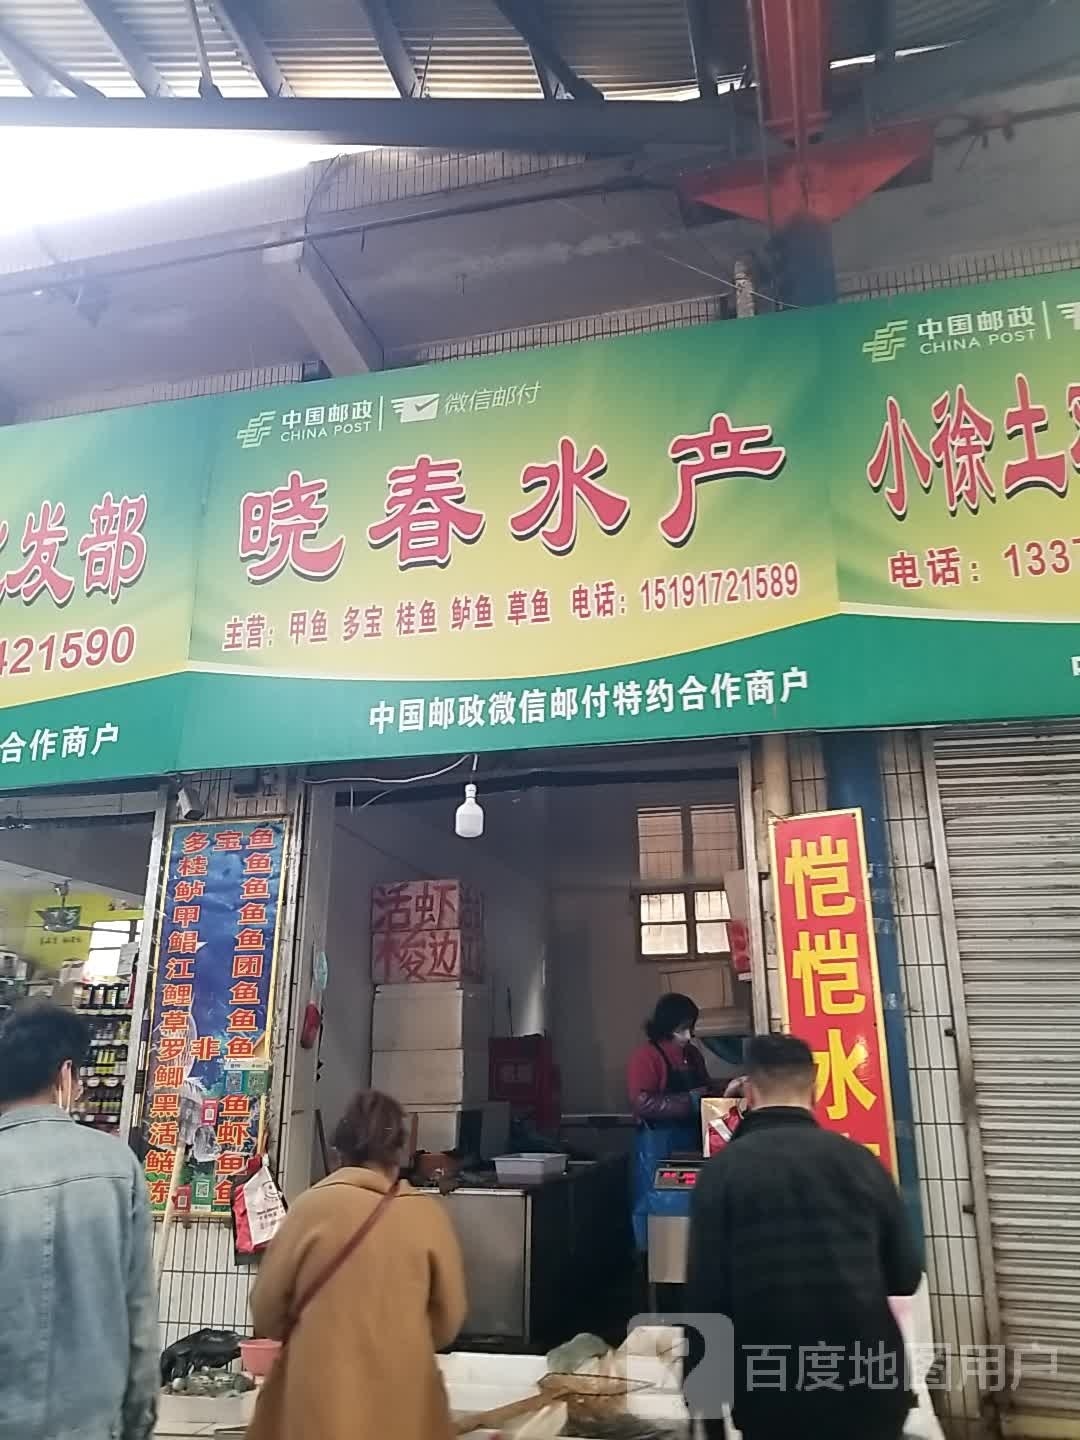 中国邮政 CHINA POST 微信邮付
晓春水产
主营：甲鱼 多宝 桂鱼 鲈鱼 草鱼 电话：15191721589
中国邮政微信邮付特约合作商户
发部
421590
合作商户
中国邮政 CHINA POST
小徐土
电话：1337
多宝鱼
桂鱼
鲈鱼
甲鱼
鲳鱼
江团
鲤鱼
草鱼
罗非鱼
鲫鱼
黑鱼
活虾
鲢鱼
活虾
梭边
恺恺水
百度地图用户